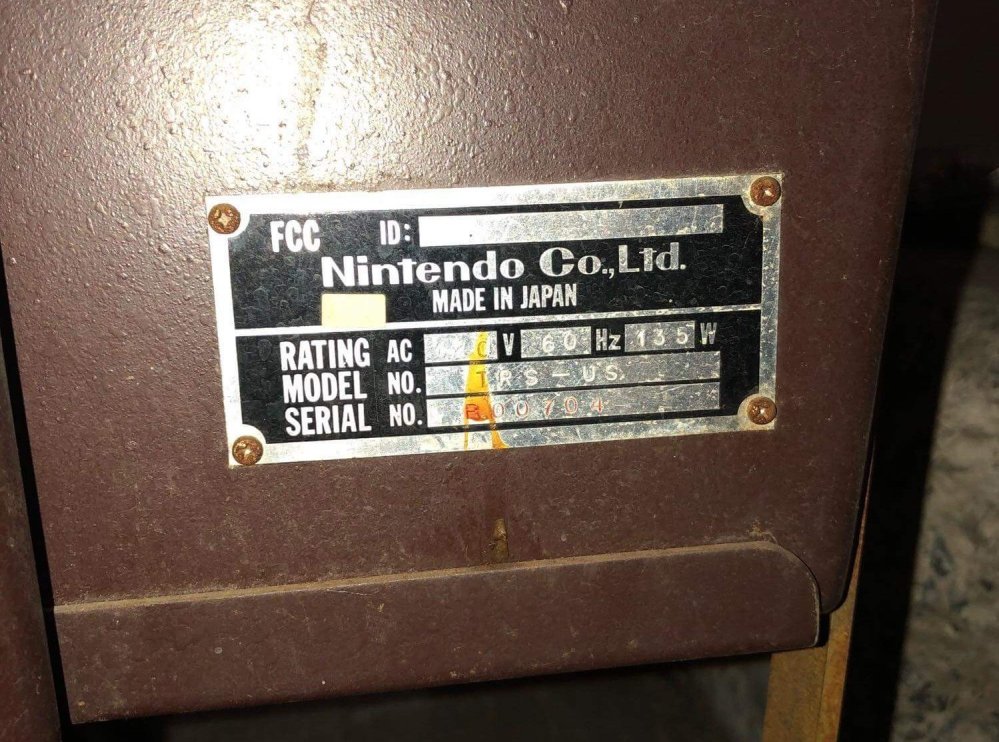 FCC ID:
Nintendo Co.,Ltd.
MADE IN JAPAN
RATING AC V 60 Hz 135 W
MODEL NO. TRS-US
SERIAL NO. B00704